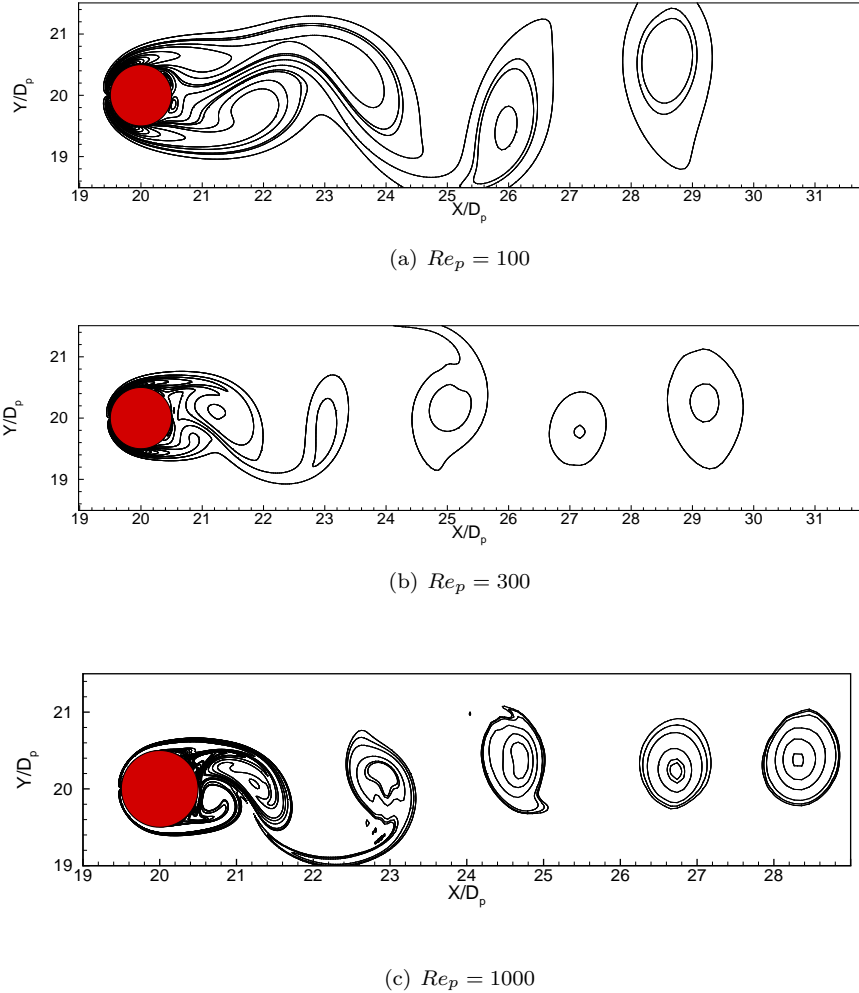 21
20
19
Y/D_p
19 20 21 22 23 24 25 26 27 28 29 30 31
X/D_p
(a) Re_p = 100
21
20
19
Y/D_p
19 20 21 22 23 24 25 26 27 28 29 30 31
X/D_p
(b) Re_p = 300
21
20
19
Y/D_p
19 20 21 22 23 24 25 26 27 28
X/D_p
(c) Re_p = 1000